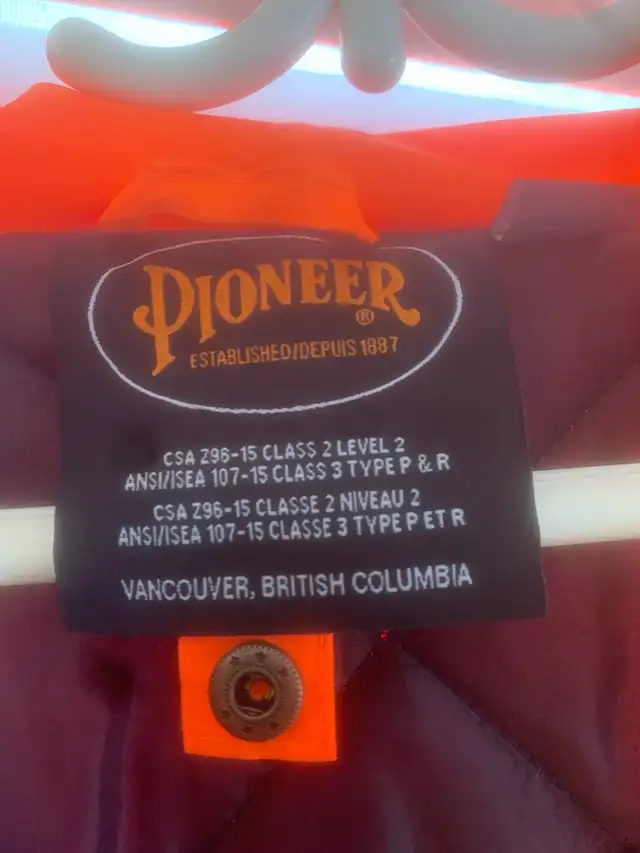 PIONEER®
ESTABLISHED/DEPUIS 1887
CSA Z96-15 CLASS 2 LEVEL 2
ANSI/ISEA 107-15 CLASS 3 TYPE P & R
CSA Z96-15 CLASSE 2 NIVEAU 2
ANSI/ISEA 107-15 CLASSE 3 TYPE P ET R
VANCOUVER, BRITISH COLUMBIA